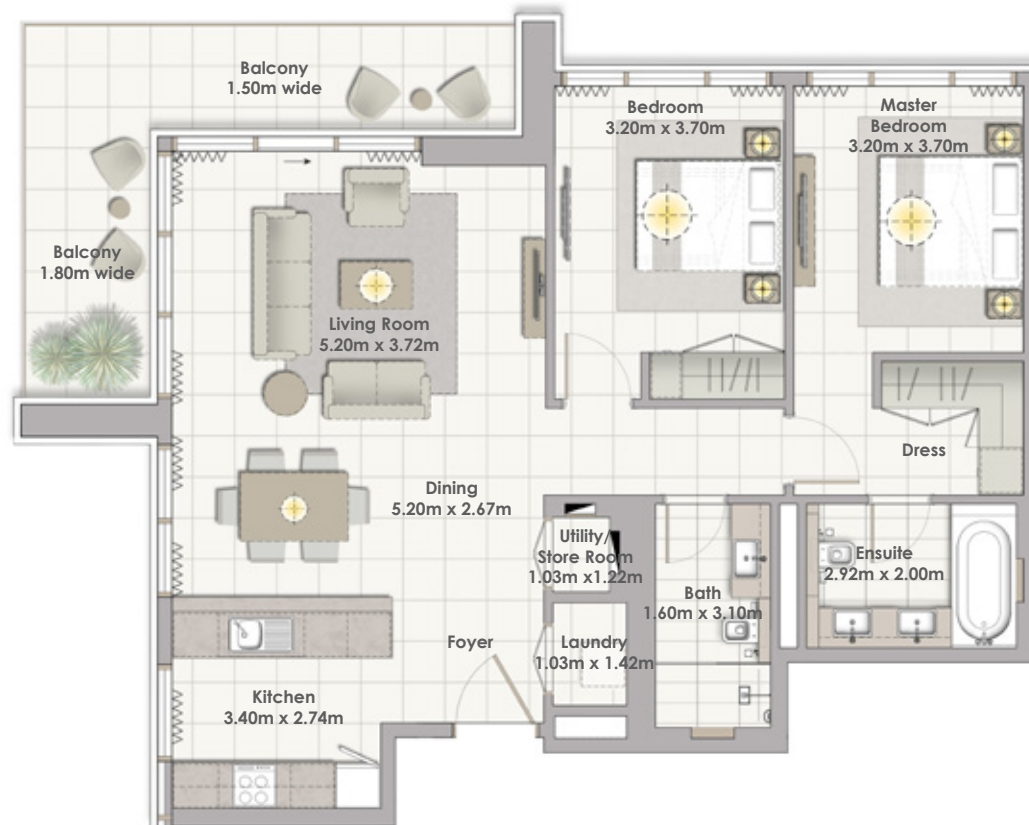 Balcony
1.50m wide
Bedroom
3.20m x 3.70m
Master
Bedroom
3.20m x 3.70m
Balcony
1.80m wide
Living Room
5.20m x 3.72m
Dress
Dining
5.20m x 2.67m
Utility/
Store Room
1.03m x1.22m
Ensuite
2.92m x 2.00m
Bath
1.60m x 3.10m
Foyer
Laundry
1.03m x 1.42m
Kitchen
3.40m x 2.74m